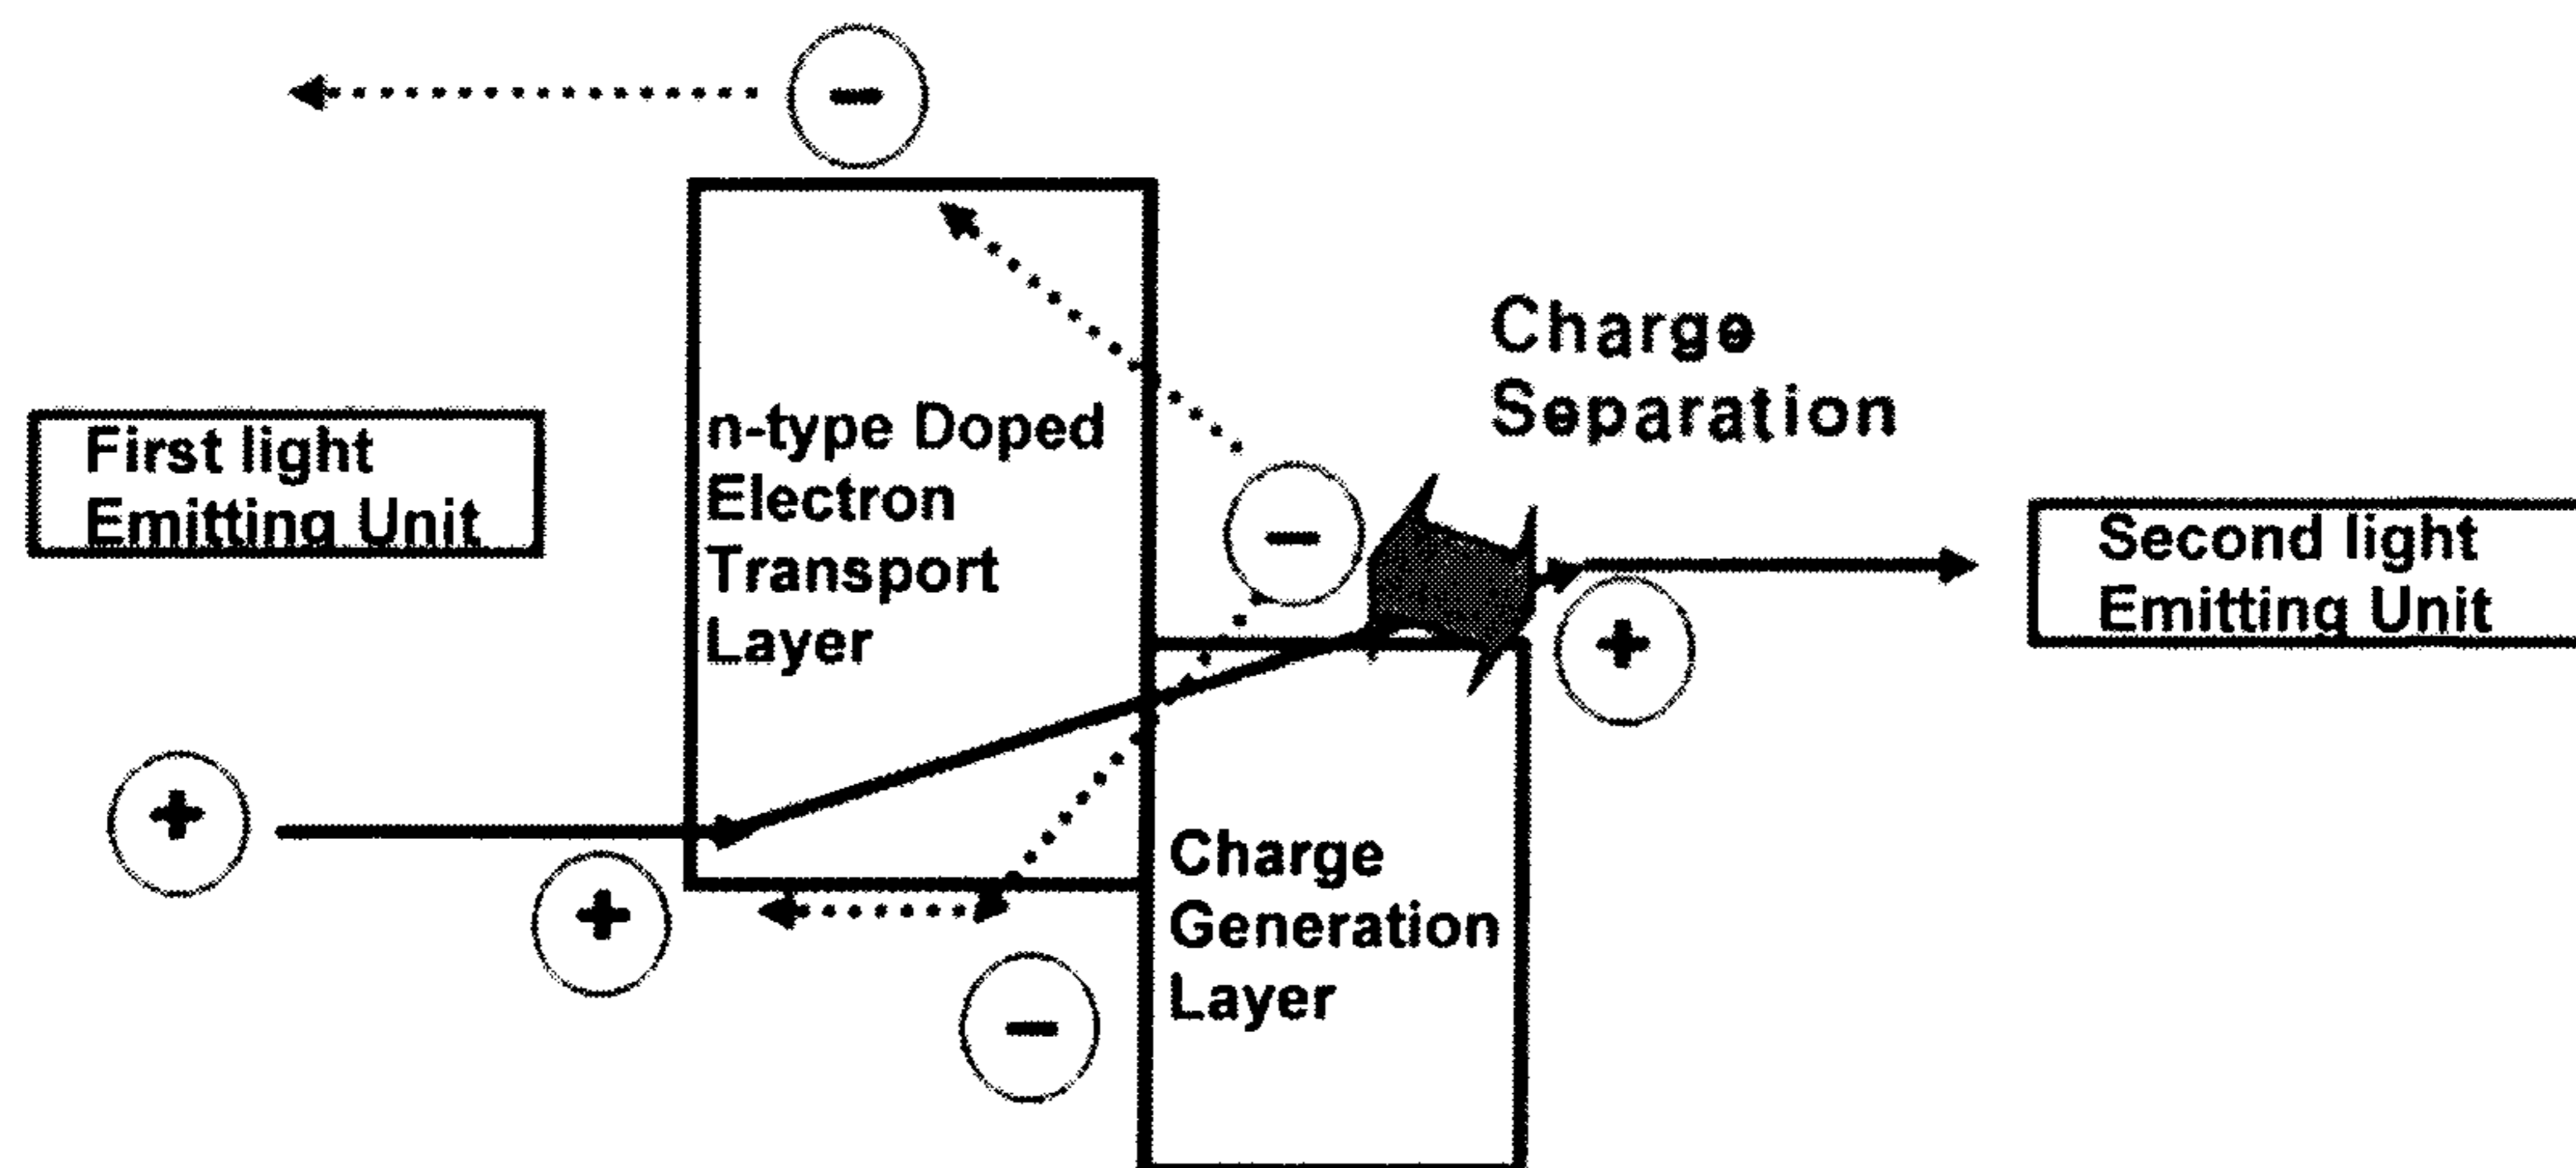 −
Charge
Separation
First light
Emitting Unit
n-type Doped
Electron
Transport
Layer
−
Second light
Emitting Unit
+
+
+
Charge
Generation
Layer
−